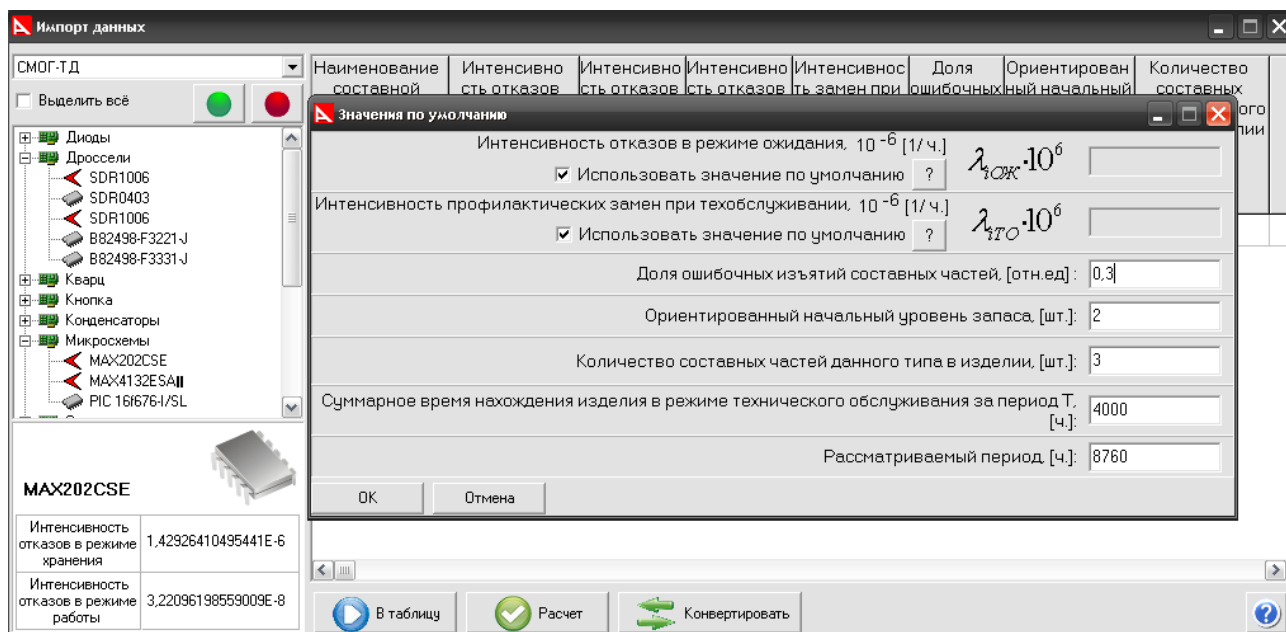 Импорт данных
СМОГ-ТД
Выделить всё
Диоды
Дроссели
SDR1006
SDR0403
SDR1006
B82498-F3221-J
B82498-F3331-J
Кварц
Кнопка
Конденсаторы
Микросхемы
MAX202CSE
MAX4132ESA
PIC 16f676-I/SL
MAX202CSE
Интенсивность отказов в режиме хранения
1,42926410495441E-6
Интенсивность отказов в режиме работы
3,22096198559009E-8
Наименование составной
Интенсивно сть отказов
Интенсивно сть отказов
Интенсивно сть отказов
Интенсивнос ть замен при
Доля ошибочных
Ориентирован ный начальный
Количество составных
Значения по умолчанию
Интенсивность отказов в режиме ожидания, 10 -6 [1/ ч.]
λiОЖ·10^6
Использовать значение по умолчанию ?
Интенсивность профилактических замен при техобслуживании, 10 -6 [1/ ч.]
λiТО·10^6
Использовать значение по умолчанию ?
Доля ошибочных изъятий составных частей, [отн.ед] : 0,3
Ориентированный начальный уровень запаса, [шт.]: 2
Количество составных частей данного типа в изделии, [шт.]: 3
Суммарное время нахождения изделия в режиме технического обслуживания за период Т, [ч.]: 4000
Рассматриваемый период, [ч.]: 8760
ОК
Отмена
В таблицу
Расчет
Конвертировать